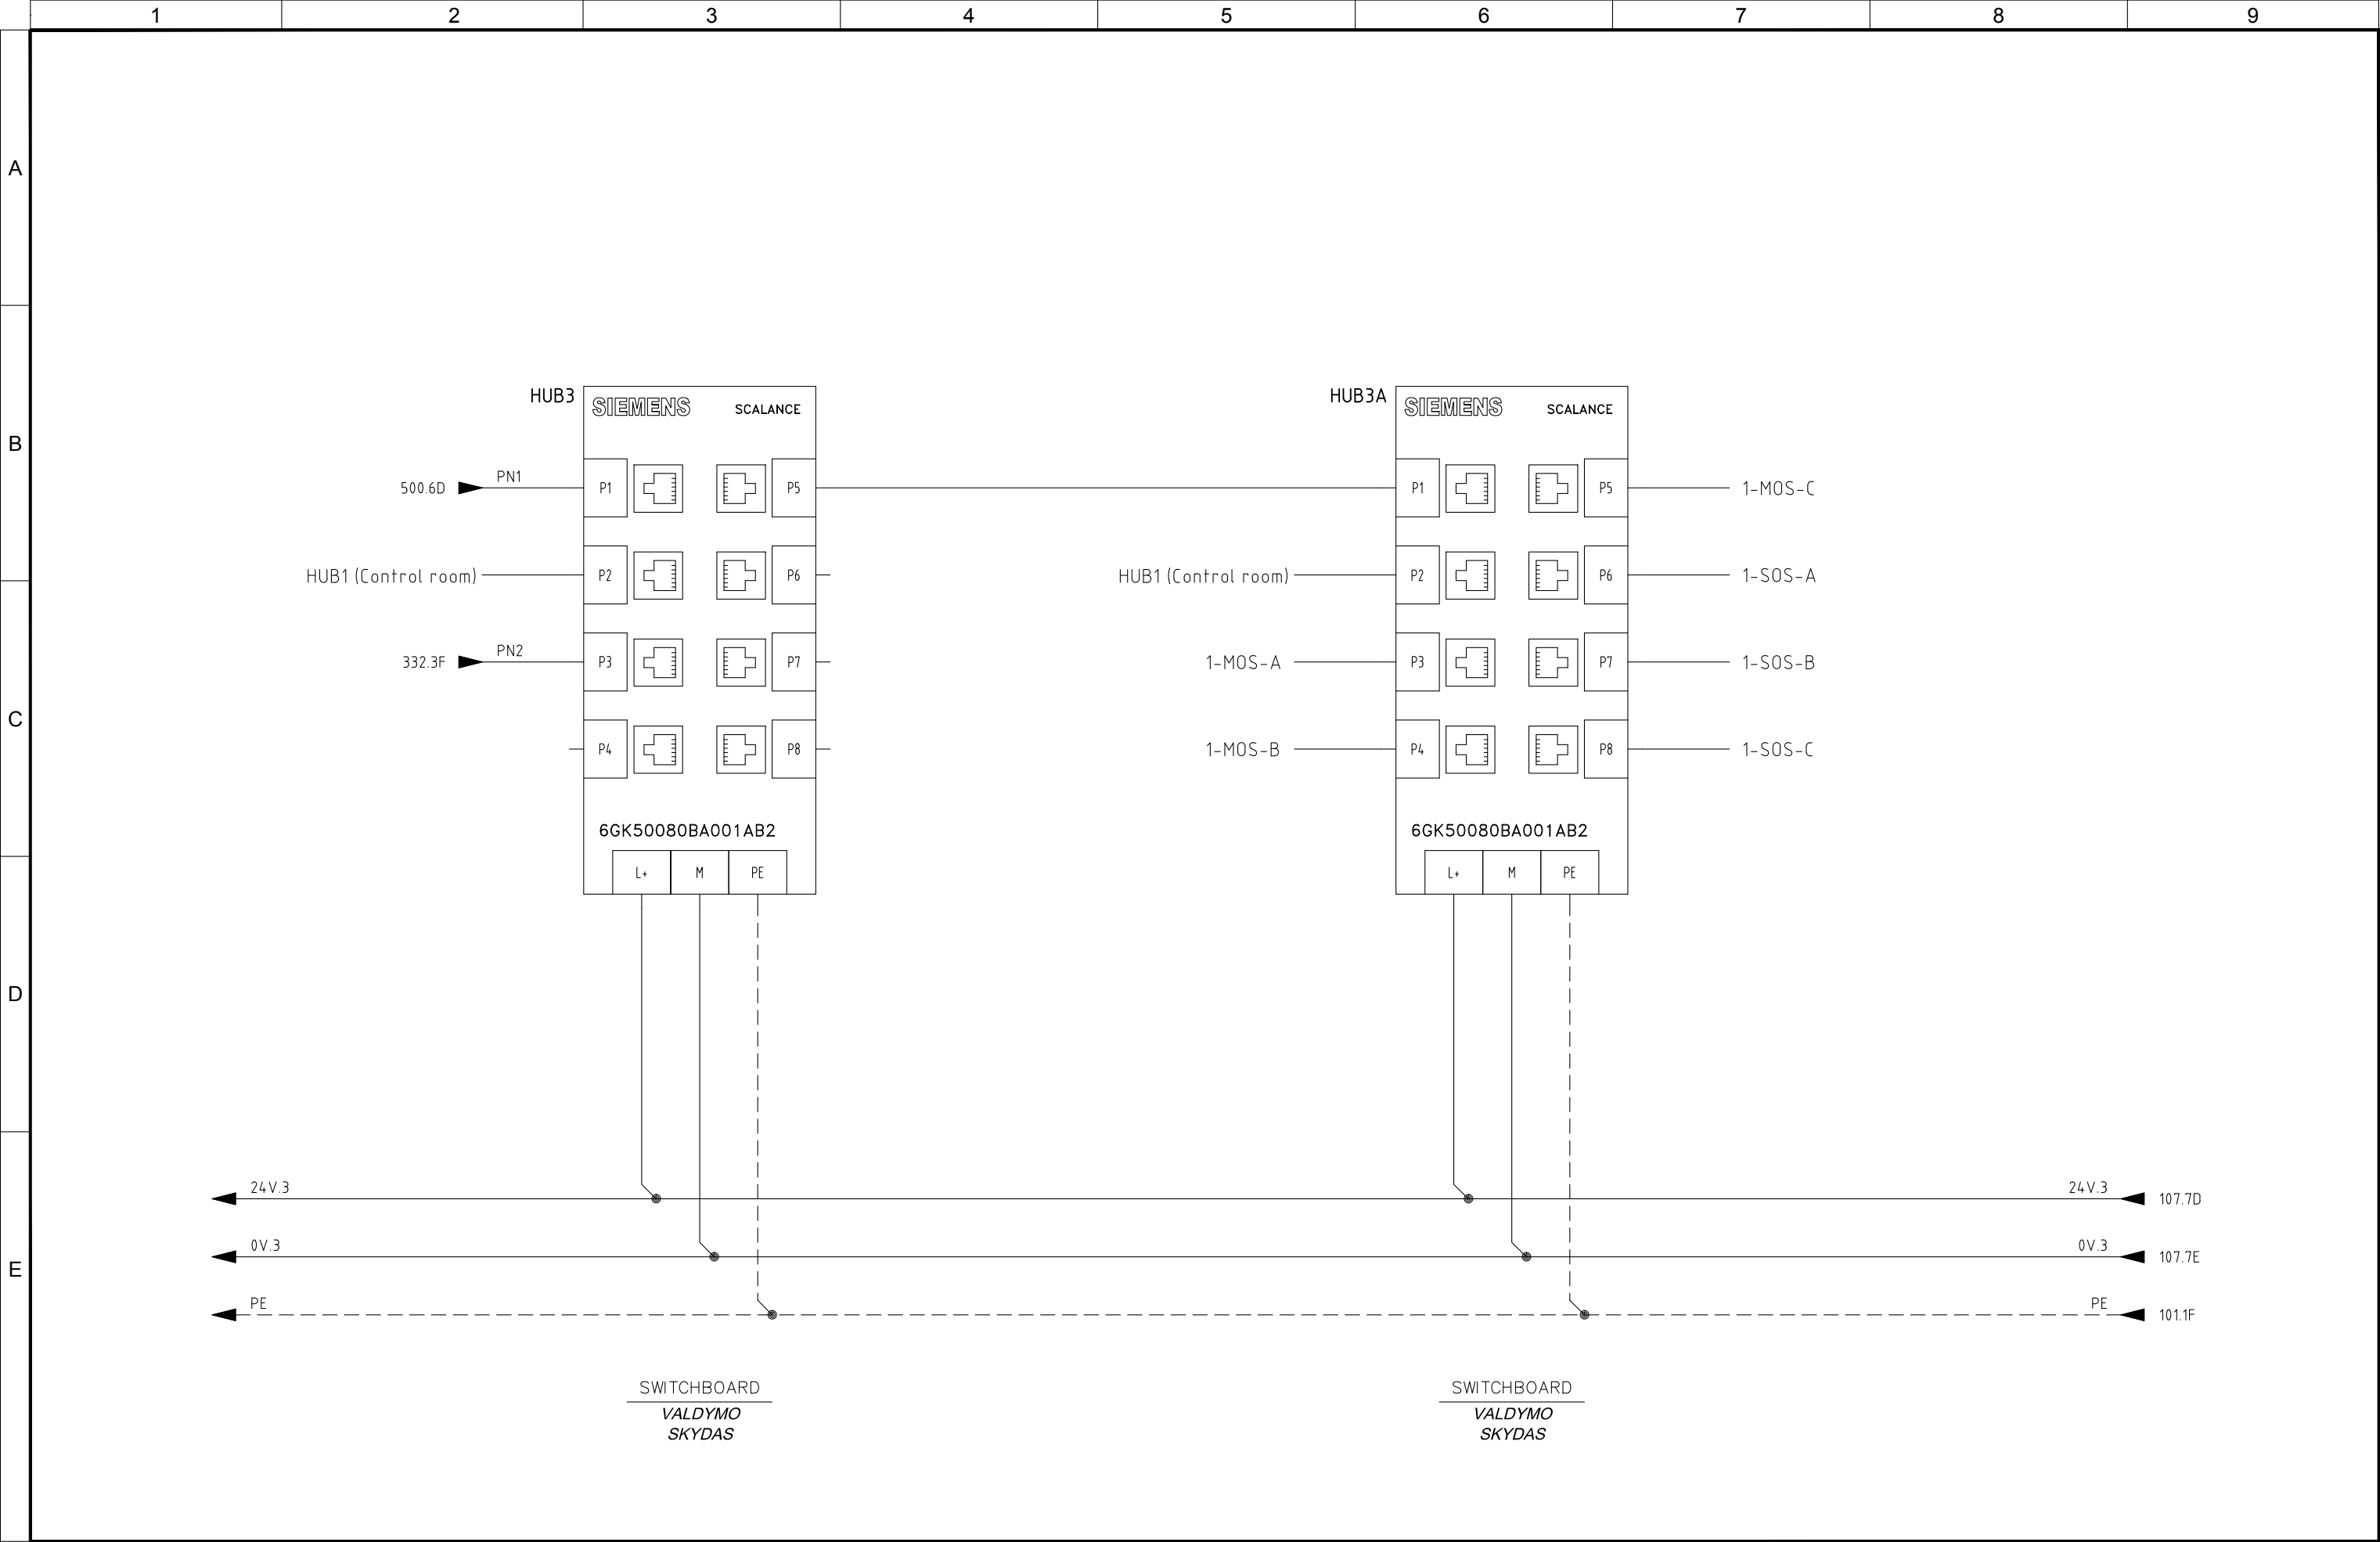 1 2 3 4 5 6 7 8 9
A
B
C
D
E
HUB3
SIEMENS SCALANCE
500.6D PN1 P1 P5
HUB1 (Control room) P2 P6
332.3F PN2 P3 P7
P4 P8
6GK50080BA001AB2
L+ M PE
HUB3A
SIEMENS SCALANCE
P1 P5 1-MOS-C
HUB1 (Control room) P2 P6 1-SOS-A
1-MOS-A P3 P7 1-SOS-B
1-MOS-B P4 P8 1-SOS-C
6GK50080BA001AB2
L+ M PE
24V.3 24V.3 107.7D
0V.3 0V.3 107.7E
PE PE 101.1F
SWITCHBOARD
VALDYMO
SKYDAS
SWITCHBOARD
VALDYMO
SKYDAS